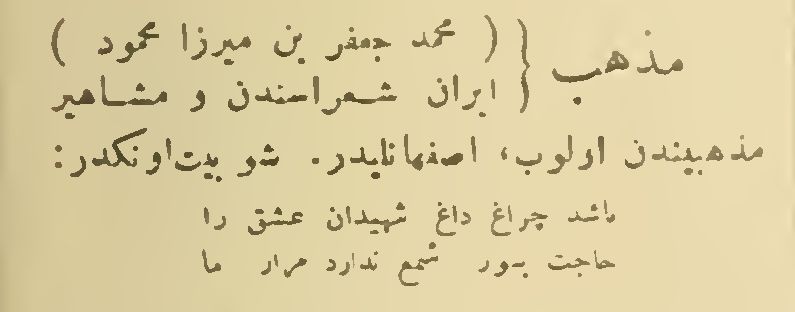 مذهب { ( محمد جعفر بن میرزا محمود )
ایران شعراسندن و مشاهیر
مذهبیندن اولوب، اصفهانلیدر. شو بیت اونکدر:
باشد چراغ داغ شهیدان عشق را
حاجت بنور شمع ندارد مزار ما